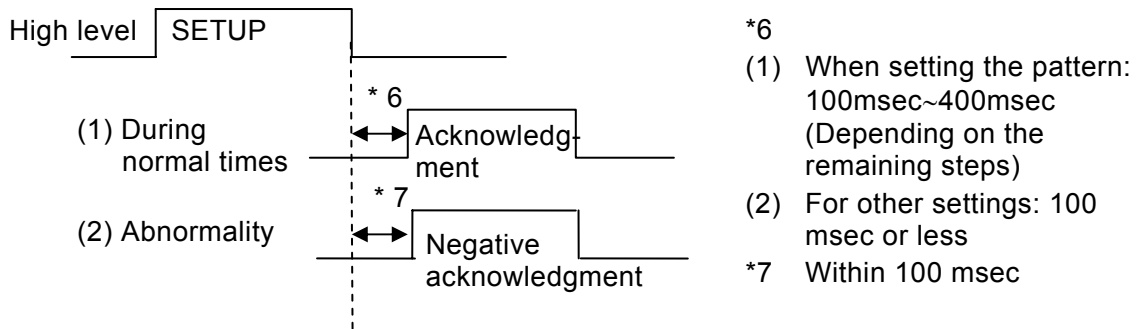 High level
SETUP
* 6
(1) During
normal times
Acknowledg-
ment
* 7
(2) Abnormality
Negative
acknowledgment
*6
(1) When setting the pattern:
100msec~400msec
(Depending on the
remaining steps)
(2) For other settings: 100
msec or less
*7 Within 100 msec